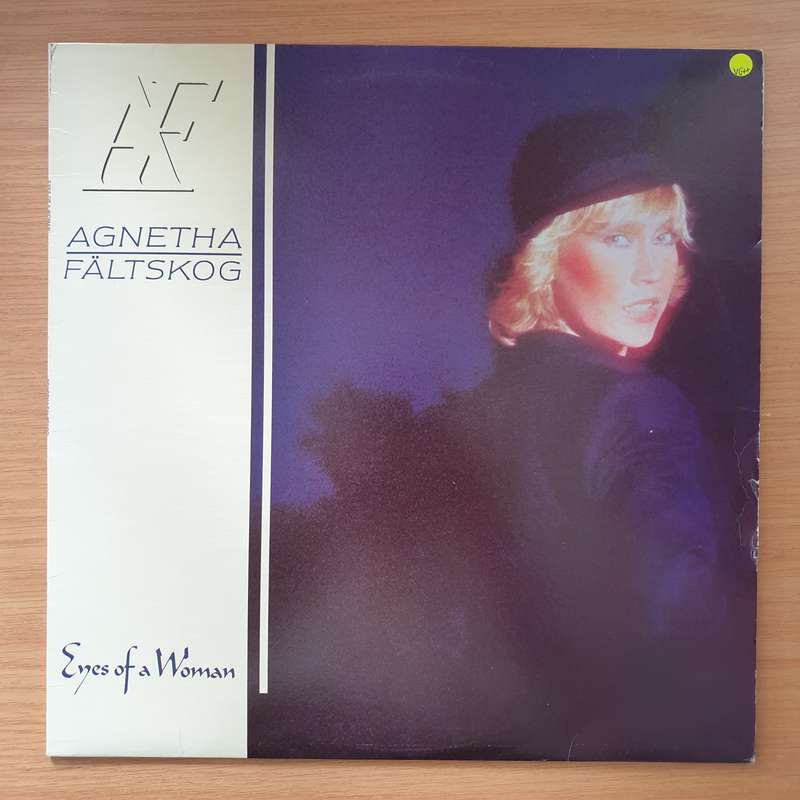 AF
AGNETHA
FÄLTSKOG
Eyes of a Woman
VG+